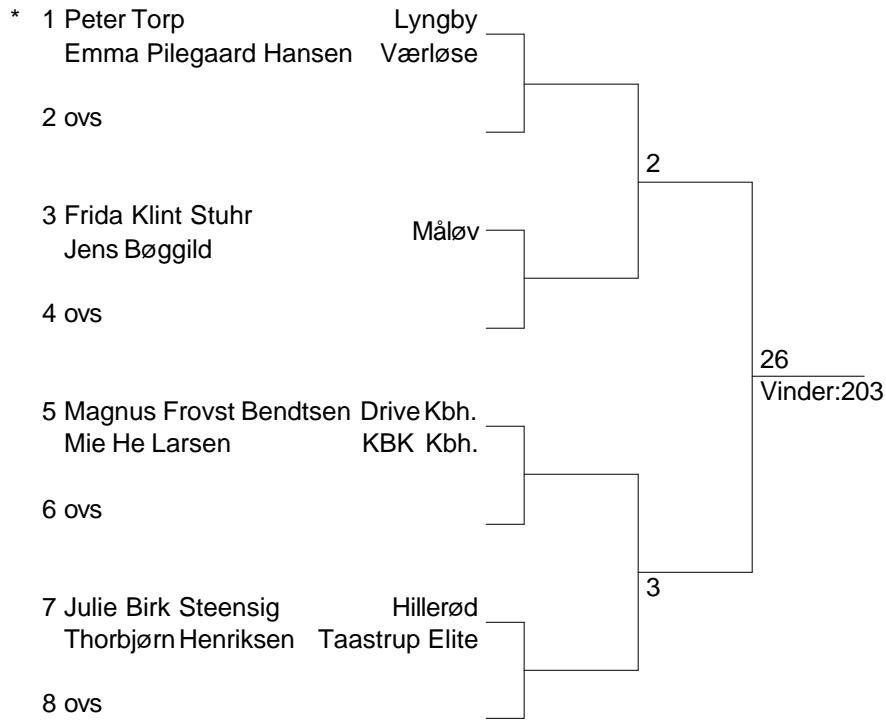 * 1 Peter Torp Lyngby
Emma Pilegaard Hansen Værløse
2 ovs
2
3 Frida Klint Stuhr
Måløv
Jens Bøggild
4 ovs
26
Vinder:203
5 Magnus Frovst Bendtsen Drive Kbh.
Mie He Larsen KBK Kbh.
6 ovs
3
7 Julie Birk Steensig Hillerød
Thorbjørn Henriksen Taastrup Elite
8 ovs